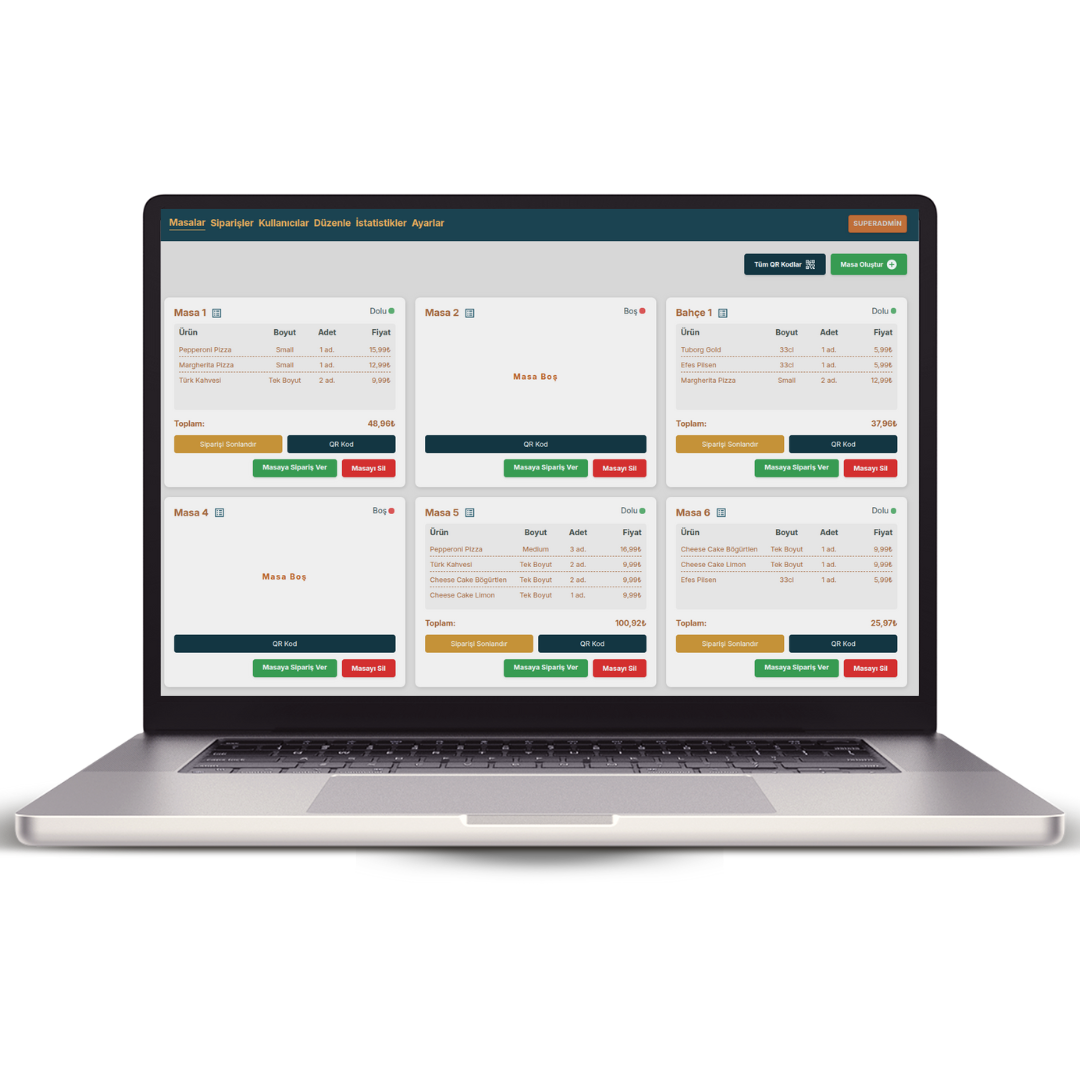 Masalar Siparişler Kullanıcılar Düzenle İstatistikler Ayarlar SUPERADMİN
Tüm QR Kodlar Masa Oluştur
Masa 1 Dolu
Ürün Boyut Adet Fiyat
Pepperoni Pizza Small 1 ad. 15,99₺
Margherita Pizza Small 1 ad. 12,99₺
Türk Kahvesi Tek Boyut 2 ad. 9,99₺
Toplam: 48,96₺
Siparişi Sonlandır QR Kod
Masaya Sipariş Ver Masayı Sil
Masa 2 Boş
Masa Boş
QR Kod
Masaya Sipariş Ver Masayı Sil
Bahçe 1 Dolu
Ürün Boyut Adet Fiyat
Tuborg Gold 33cl 1 ad. 5,99₺
Efes Pilsen 33cl 1 ad. 5,99₺
Margherita Pizza Small 2 ad. 12,99₺
Toplam: 37,96₺
Siparişi Sonlandır QR Kod
Masaya Sipariş Ver Masayı Sil
Masa 4 Boş
Masa Boş
QR Kod
Masaya Sipariş Ver Masayı Sil
Masa 5 Dolu
Ürün Boyut Adet Fiyat
Pepperoni Pizza Medium 3 ad. 16,99₺
Türk Kahvesi Tek Boyut 2 ad. 9,99₺
Cheese Cake Böğürtlen Tek Boyut 2 ad. 9,99₺
Cheese Cake Limon Tek Boyut 1 ad. 9,99₺
Toplam: 100,92₺
Siparişi Sonlandır QR Kod
Masaya Sipariş Ver Masayı Sil
Masa 6 Dolu
Ürün Boyut Adet Fiyat
Cheese Cake Böğürtlen Tek Boyut 1 ad. 9,99₺
Cheese Cake Limon Tek Boyut 1 ad. 9,99₺
Efes Pilsen 33cl 1 ad. 5,99₺
Toplam: 25,97₺
Siparişi Sonlandır QR Kod
Masaya Sipariş Ver Masayı Sil